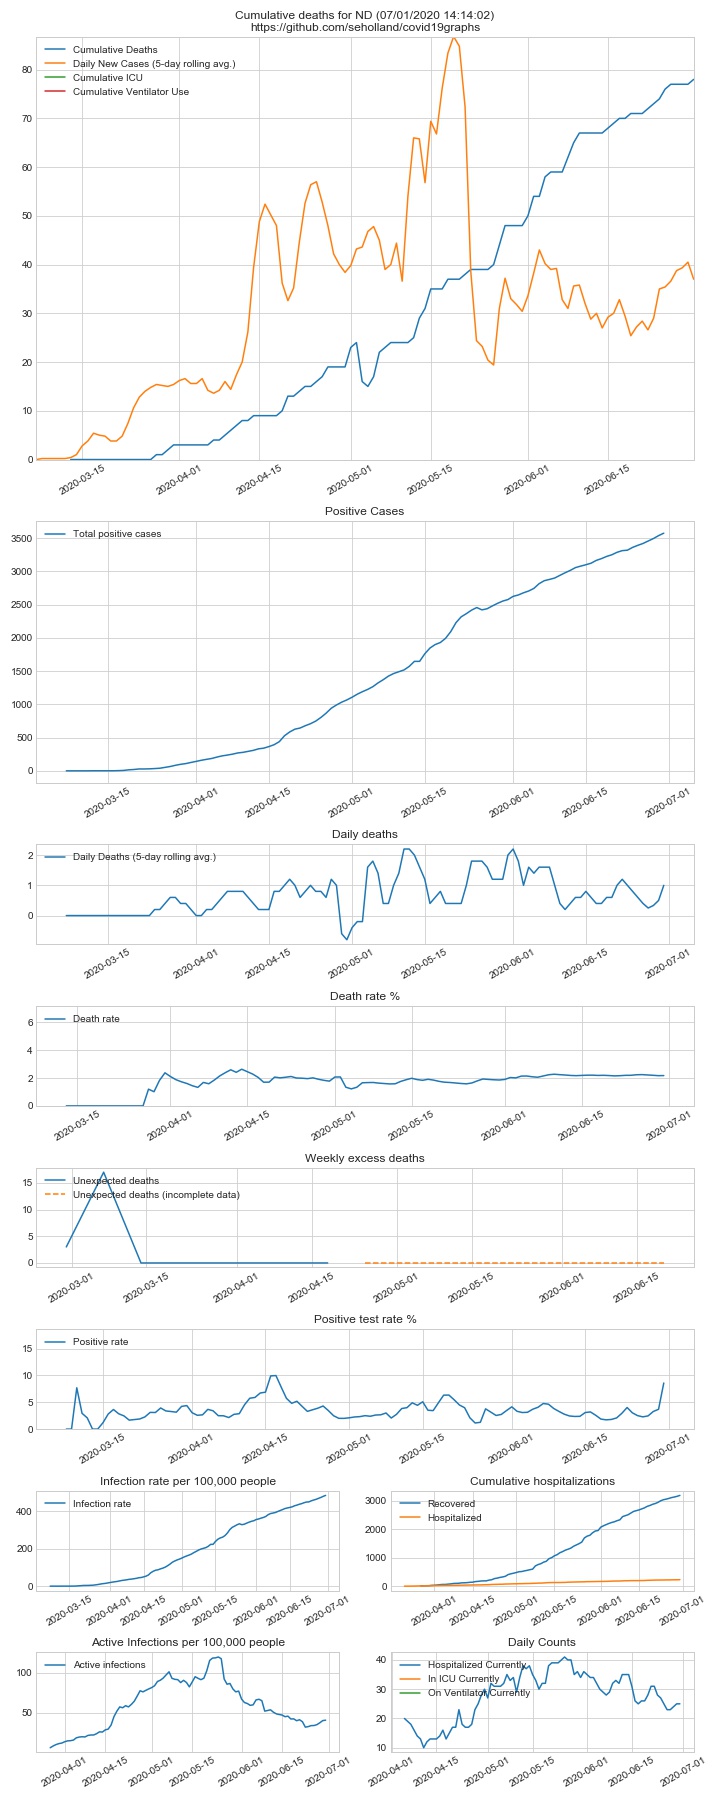 Cumulative deaths for ND (07/01/2020 14:14:02)
https://github.com/seholland/covid19graphs
Cumulative Deaths
Daily New Cases (5-day rolling avg.)
Cumulative ICU
Cumulative Ventilator Use
80
70
60
50
40
30
20
10
0
2020-03-15 2020-04-01 2020-04-15 2020-05-01 2020-05-15 2020-06-01 2020-06-15
Positive Cases
Total positive cases
3500
3000
2500
2000
1500
1000
500
0
2020-03-15 2020-04-01 2020-04-15 2020-05-01 2020-05-15 2020-06-01 2020-06-15 2020-07-01
Daily deaths
Daily Deaths (5-day rolling avg.)
2
1
0
2020-03-15 2020-04-01 2020-04-15 2020-05-01 2020-05-15 2020-06-01 2020-06-15 2020-07-01
Death rate %
Death rate
6
4
2
0
2020-03-15 2020-04-01 2020-04-15 2020-05-01 2020-05-15 2020-06-01 2020-06-15 2020-07-01
Weekly excess deaths
Unexpected deaths
Unexpected deaths (incomplete data)
15
10
5
0
2020-03-01 2020-03-15 2020-04-01 2020-04-15 2020-05-01 2020-05-15 2020-06-01 2020-06-15
Positive test rate %
Positive rate
15
10
5
0
2020-03-15 2020-04-01 2020-04-15 2020-05-01 2020-05-15 2020-06-01 2020-06-15 2020-07-01
Infection rate per 100,000 people
Infection rate
400
200
0
2020-03-15 2020-04-01 2020-04-15 2020-05-01 2020-05-15 2020-06-01 2020-06-15 2020-07-01
Cumulative hospitalizations
Recovered
Hospitalized
3000
2000
1000
0
2020-04-01 2020-04-15 2020-05-01 2020-05-15 2020-06-01 2020-06-15 2020-07-01
Active Infections per 100,000 people
Active infections
100
50
2020-04-01 2020-04-15 2020-05-01 2020-05-15 2020-06-01 2020-06-15 2020-07-01
Daily Counts
Hospitalized Currently
In ICU Currently
On Ventilator Currently
40
30
20
10
2020-04-01 2020-04-15 2020-05-01 2020-05-15 2020-06-01 2020-06-15 2020-07-01